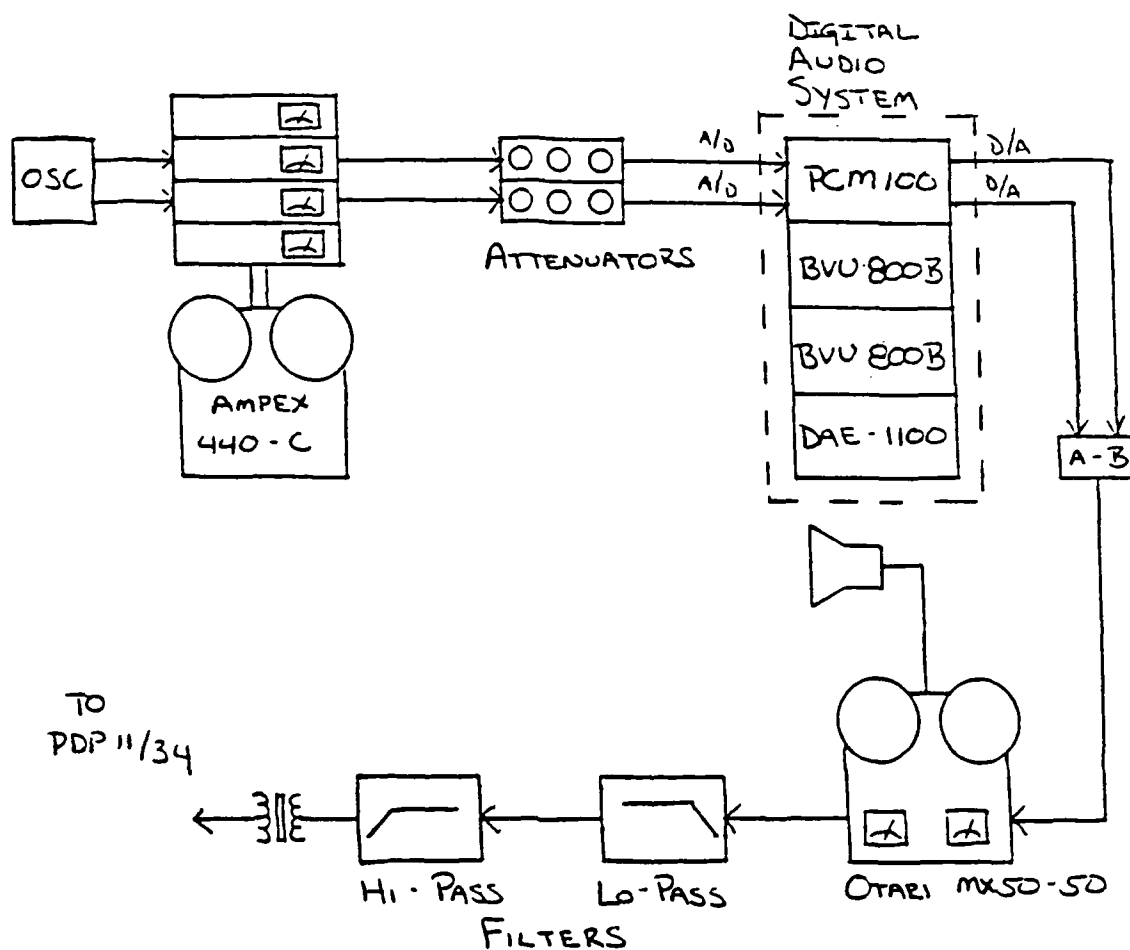 DIGITAL
AUDIO
SYSTEM
OSC
A/D
A/D
PCM100
D/A
D/A
ATTENUATORS
BVU-800B
BVU 800B
DAE-1100
AMPEX
440-C
A-B
TO
PDP 11/34
HI-PASS
LO-PASS
FILTERS
OTARI MX50-50